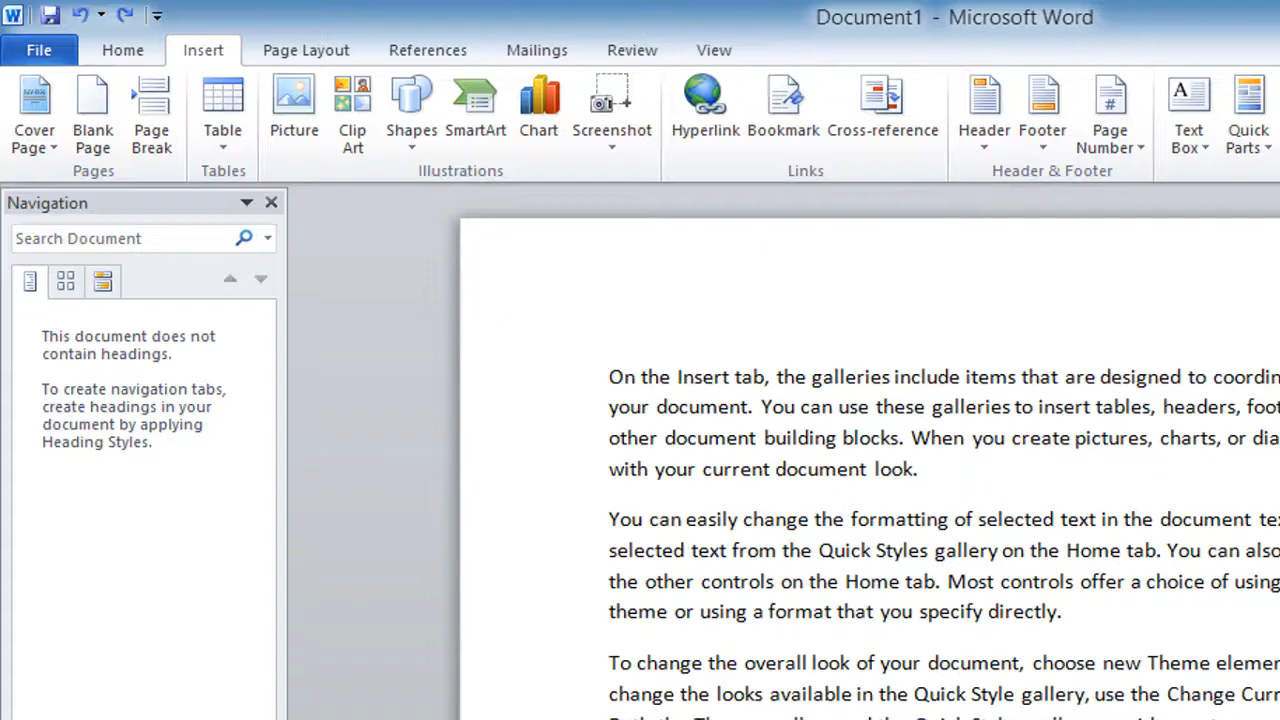 Document1 - Microsoft Word
File Home Insert Page Layout References Mailings Review View
Cover Page Blank Page Page Break Table Picture Clip Art Shapes SmartArt Chart Screenshot Hyperlink Bookmark Cross-reference Header Footer Page Number Text Box Quick Parts
Pages Tables Illustrations Links Header & Footer
Navigation
Search Document
This document does not
contain headings.
To create navigation tabs,
create headings in your
document by applying
Heading Styles.
On the Insert tab, the galleries include items that are designed to coordin
your document. You can use these galleries to insert tables, headers, foot
other document building blocks. When you create pictures, charts, or dia
with your current document look.
You can easily change the formatting of selected text in the document te
selected text from the Quick Styles gallery on the Home tab. You can also
the other controls on the Home tab. Most controls offer a choice of using
theme or using a format that you specify directly.
To change the overall look of your document, choose new Theme elemen
change the looks available in the Quick Style gallery, use the Change Curr